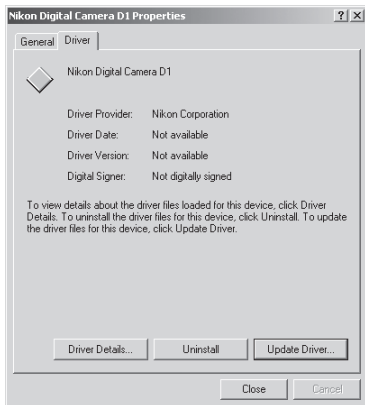 Nikon Digital Camera D1 Properties
General Driver
Nikon Digital Camera D1
Driver Provider: Nikon Corporation
Driver Date: Not available
Driver Version: Not available
Digital Signer: Not digitally signed
To view details about the driver files loaded for this device, click Driver
Details. To uninstall the driver files for this device, click Uninstall. To update
the driver files for this device, click Update Driver.
Driver Details... Uninstall Update Driver...
Close Cancel